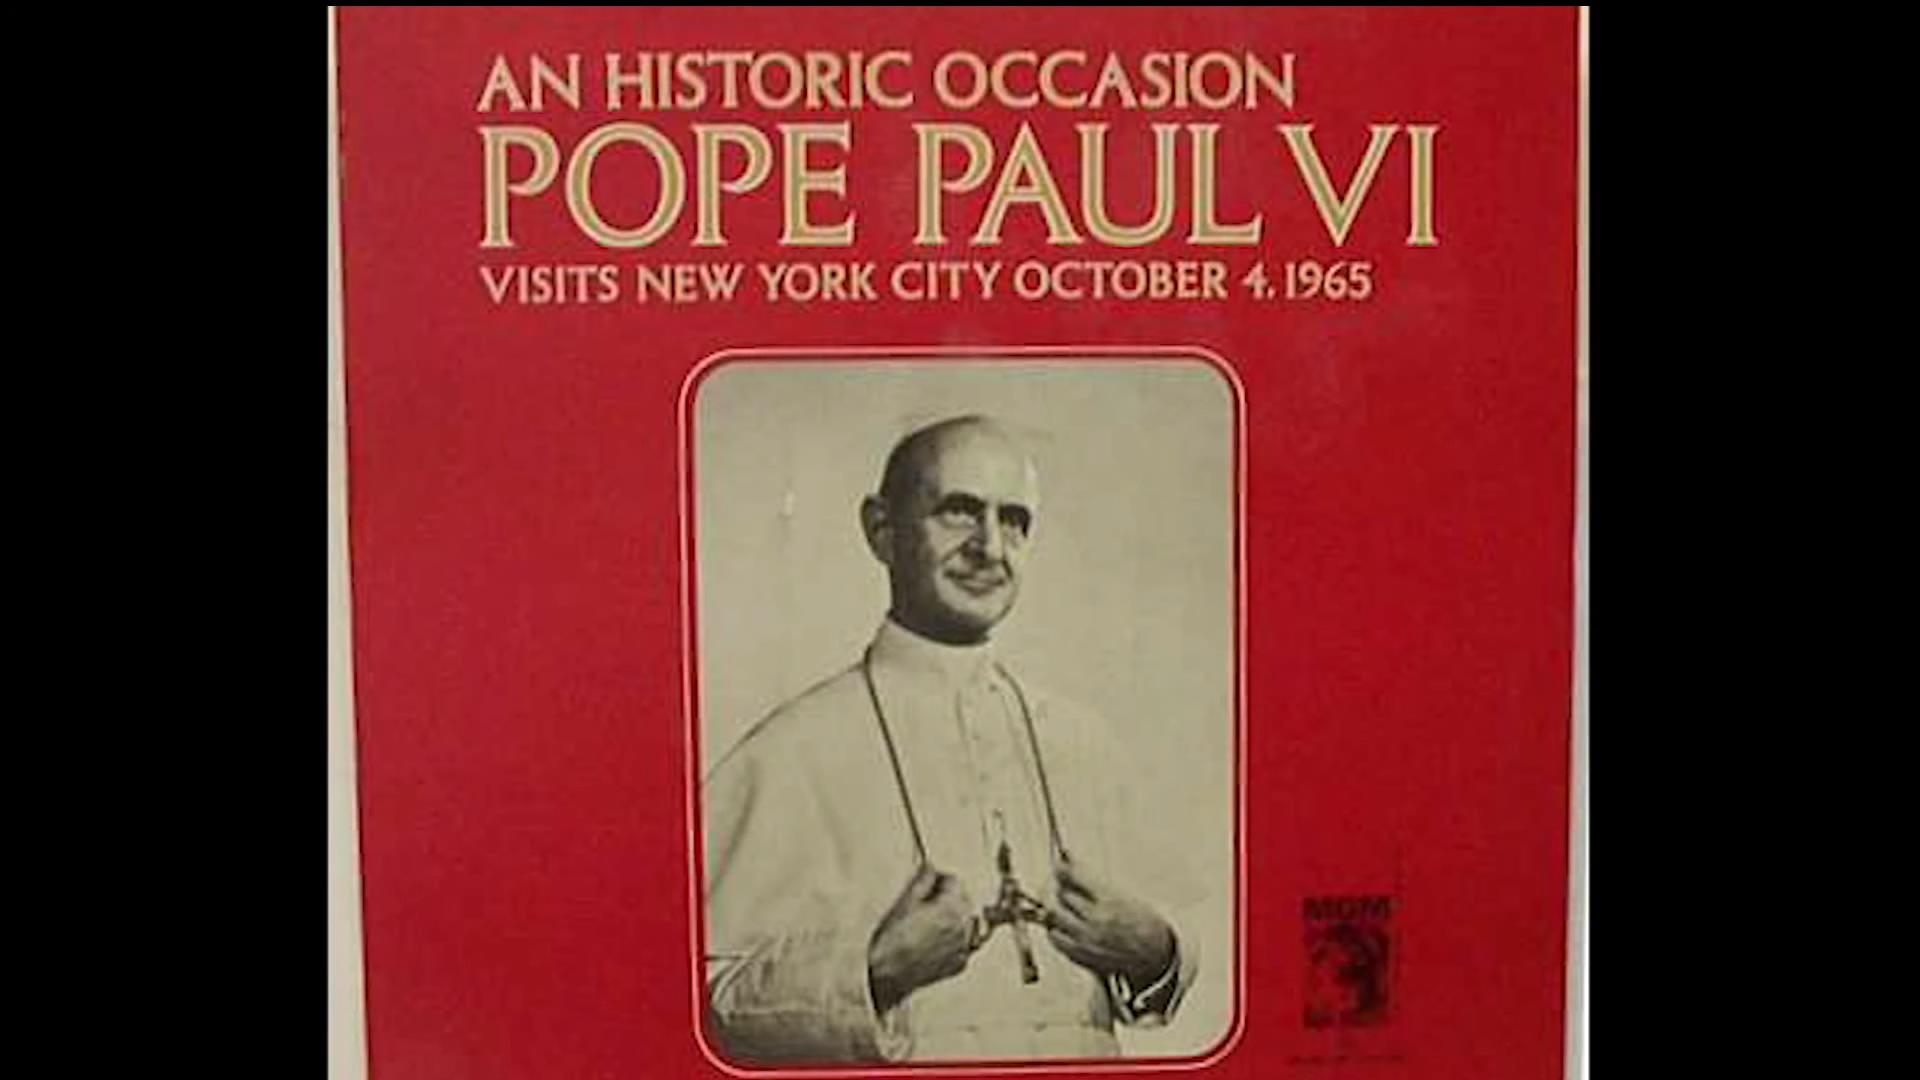 AN HISTORIC OCCASION
POPE PAUL VI
VISITS NEW YORK CITY OCTOBER 4, 1965
MGM